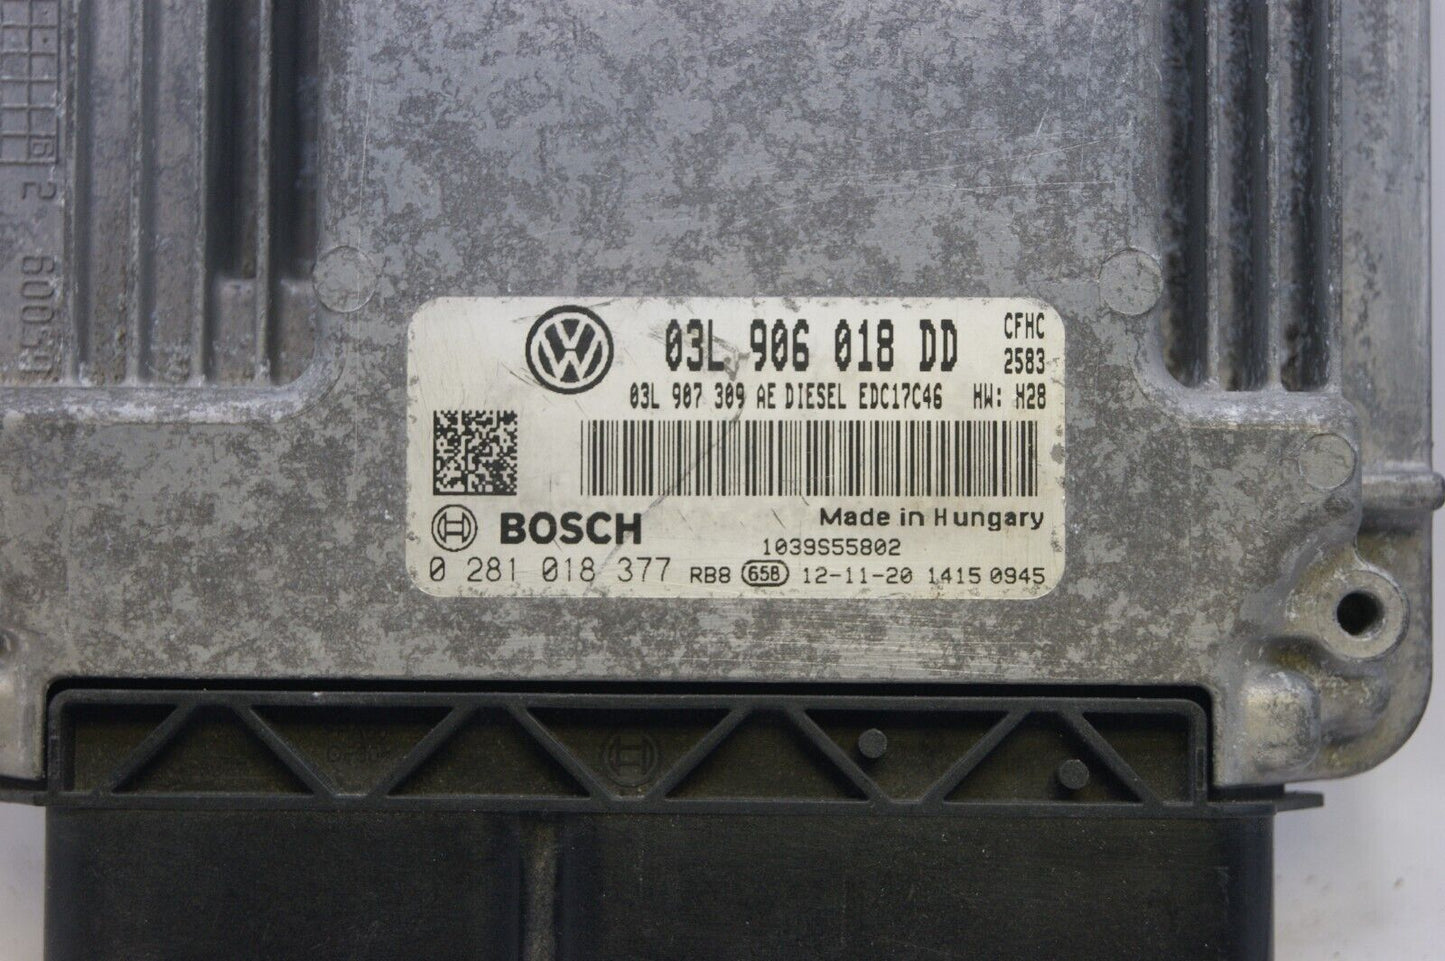 03L 906 018 DD
CFHC
2583
03L 907 309 AE DIESEL EDC17C46 HW: H28
BOSCH
Made in Hungary
1039S55802
0 281 018 377 RB8 658 12-11-20 1415 0945
2